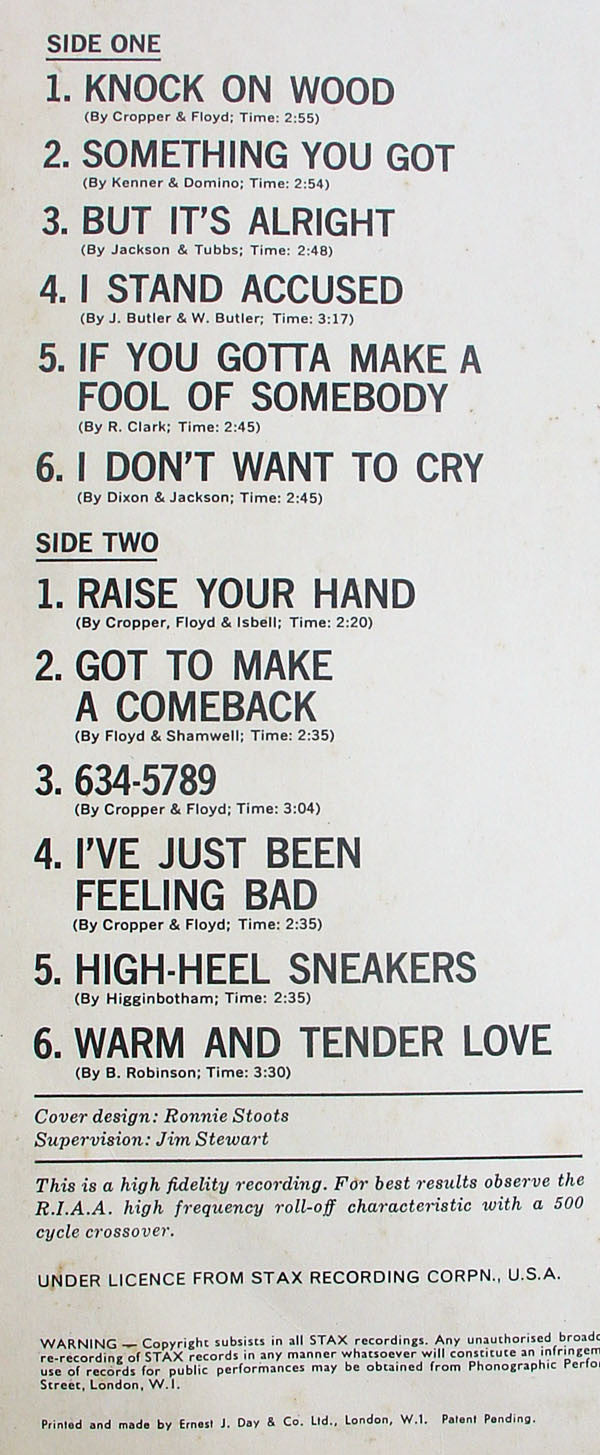 SIDE ONE
1. KNOCK ON WOOD
(By Cropper & Floyd; Time: 2:55)
2. SOMETHING YOU GOT
(By Kenner & Domino; Time: 2:54)
3. BUT IT'S ALRIGHT
(By Jackson & Tubbs; Time: 2:48)
4. I STAND ACCUSED
(By J. Butler & W. Butler; Time: 3:17)
5. IF YOU GOTTA MAKE A
FOOL OF SOMEBODY
(By R. Clark; Time: 2:45)
6. I DON'T WANT TO CRY
(By Dixon & Jackson; Time: 2:45)
SIDE TWO
1. RAISE YOUR HAND
(By Cropper, Floyd & Isbell; Time: 2:20)
2. GOT TO MAKE
A COMEBACK
(By Floyd & Shamwell; Time: 2:35)
3. 634-5789
(By Cropper & Floyd; Time: 3:04)
4. I'VE JUST BEEN
FEELING BAD
(By Cropper & Floyd; Time: 2:35)
5. HIGH-HEEL SNEAKERS
(By Higginbotham; Time: 2:35)
6. WARM AND TENDER LOVE
(By B. Robinson; Time: 3:30)
Cover design: Ronnie Stoots
Supervision: Jim Stewart
This is a high fidelity recording. For best results observe the
R.I.A.A. high frequency roll-off characteristic with a 500
cycle crossover.
UNDER LICENCE FROM STAX RECORDING CORPN., U.S.A.
WARNING — Copyright subsists in all STAX recordings. Any unauthorised
re-recording of STAX records in any manner whatsoever will constitute an
use of records for public performances may be obtained from Phonographic
Street, London, W.1.
Printed and made by Ernest J. Day & Co. Ltd., London, W.1. Patent Pending.